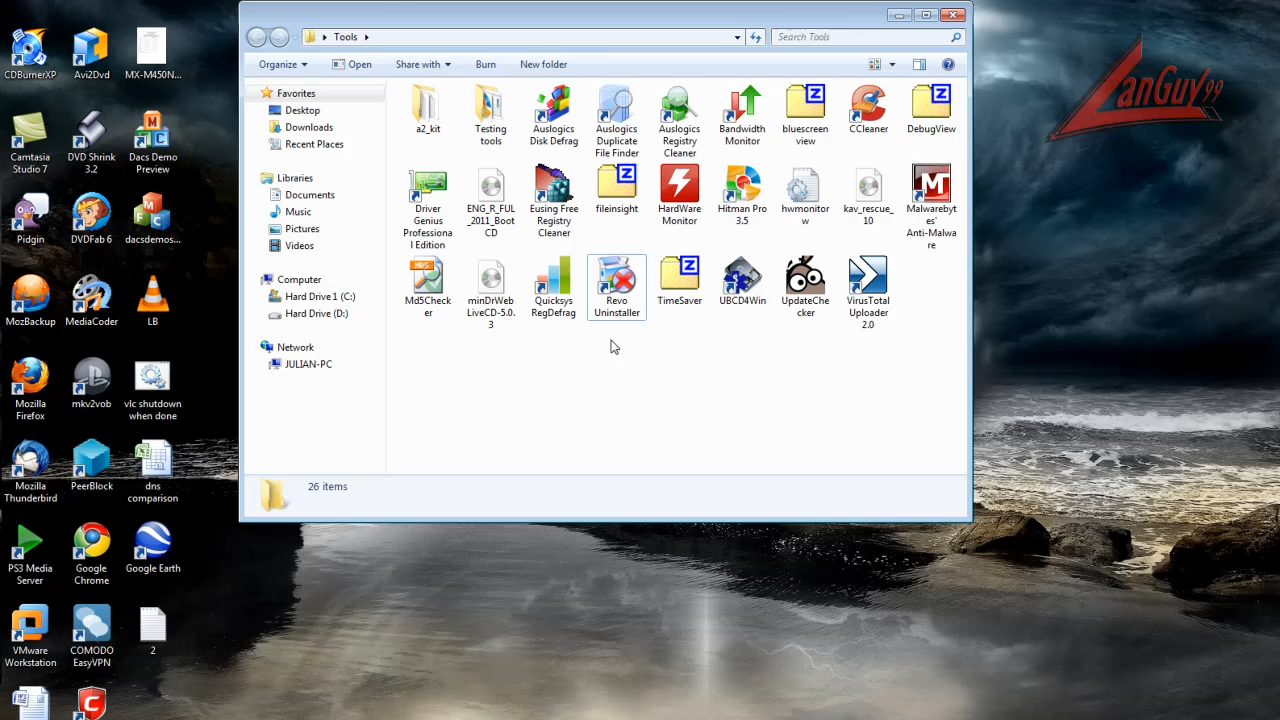 CDBurnerXP
Avi2Dvd
MX-M450N...
Camtasia
Studio 7
DVD Shrink
3.2
Dacs Demo
Preview
Pidgin
DVDFab 6
dacsdemos...
MozBackup
MediaCoder
LB
Mozilla
Firefox
mkv2vob
vlc shutdown
when done
Mozilla
Thunderbird
PeerBlock
dns
comparison
PS3 Media
Server
Google
Chrome
Google Earth
VMware
Workstation
COMODO
EasyVPN
2
Tools
Search Tools
Organize
Open
Share with
Burn
New folder
Favorites
Desktop
Downloads
Recent Places
Libraries
Documents
Music
Pictures
Videos
Computer
Hard Drive 1 (C:)
Hard Drive (D:)
Network
JULIAN-PC
a2_kit
Testing
tools
Auslogics
Disk Defrag
Auslogics
Duplicate
File Finder
Auslogics
Registry
Cleaner
Bandwidth
Monitor
bluescreen
view
CCleaner
DebugView
Driver
Genius
Professiona
l Edition
ENG_R_FUL
_2011_Boot
CD
Eusing Free
Registry
Cleaner
fileinsight
HardWare
Monitor
Hitman Pro
3.5
hwmonitor
w
kav_rescue_
10
Malwarebytes'
Anti-Malwa
re
Md5Check
er
minDrWeb
LiveCD-5.0.
3
Quicksys
RegDefrag
Revo
Uninstaller
TimeSaver
UBCD4Win
UpdateChe
cker
VirusTotal
Uploader
2.0
26 items
LanGuy99